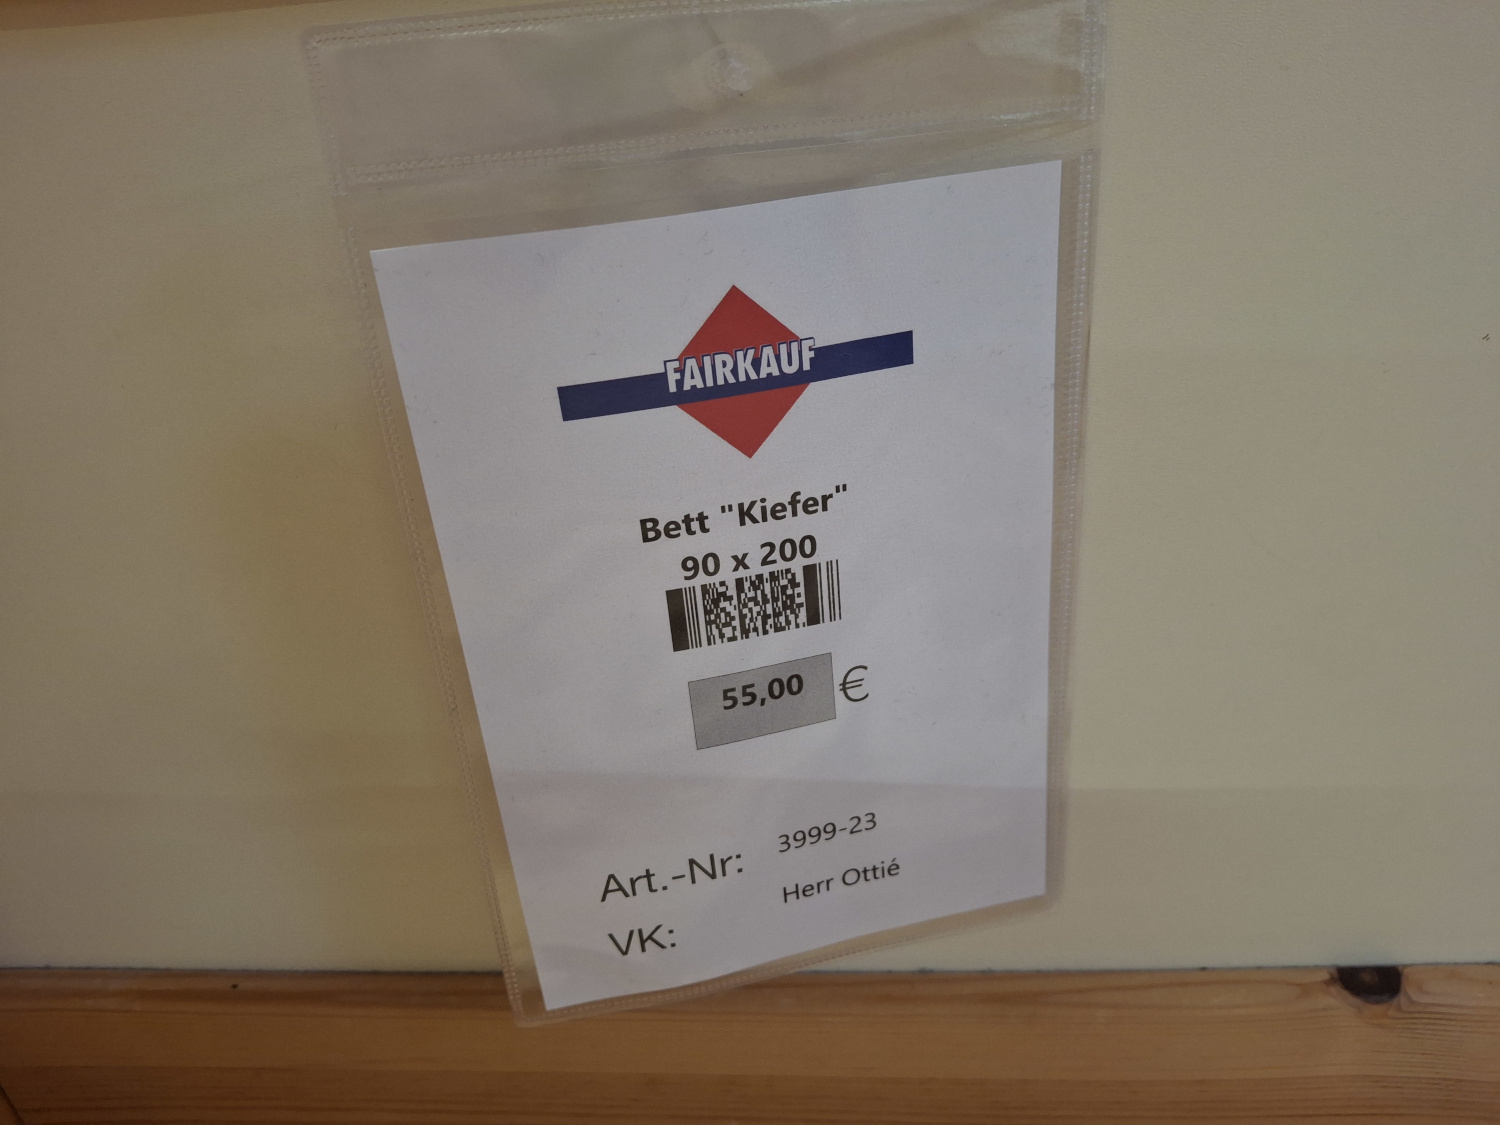 FAIRKAUF
Bett "Kiefer"
90 x 200
55,00 €
Art.-Nr: 3999-23
VK: Herr Ottié